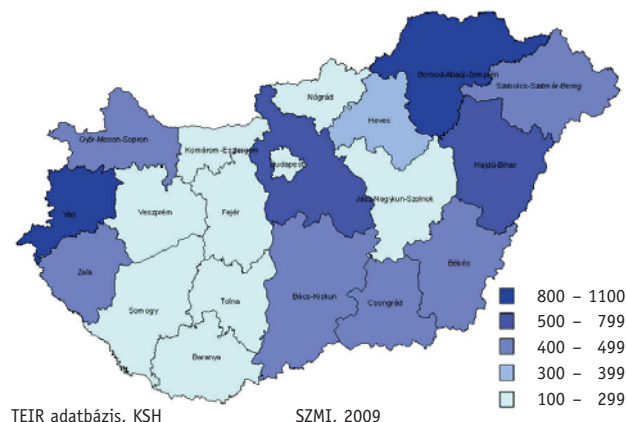 Borsod-Abaúj-Zemplén
Szabolcs-Szatmár-Bereg
Nógrád
Heves
Győr-Moson-Sopron
Komárom-Esztergom
Budapest
Hajdú-Bihar
Jász-Nagykun-Szolnok
Vas
Veszprém
Fejér
Zala
Békés
Somogy
Tolna
Bács-Kiskun
Csongrád
Baranya
800 – 1100
500 – 799
400 – 499
300 – 399
100 – 299
TEIR adatbázis, KSH
SZMI, 2009